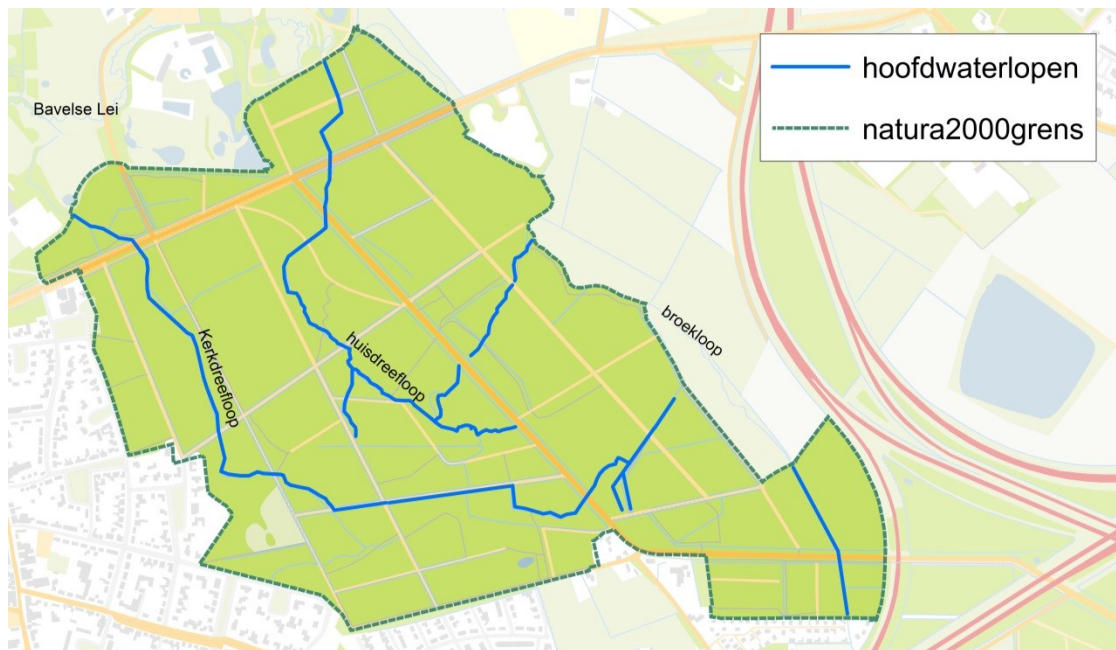 hoofdwaterlopen
natura2000grens
Bavelse Lei
Kerkdreefloop
huisdreefloop
broekloop